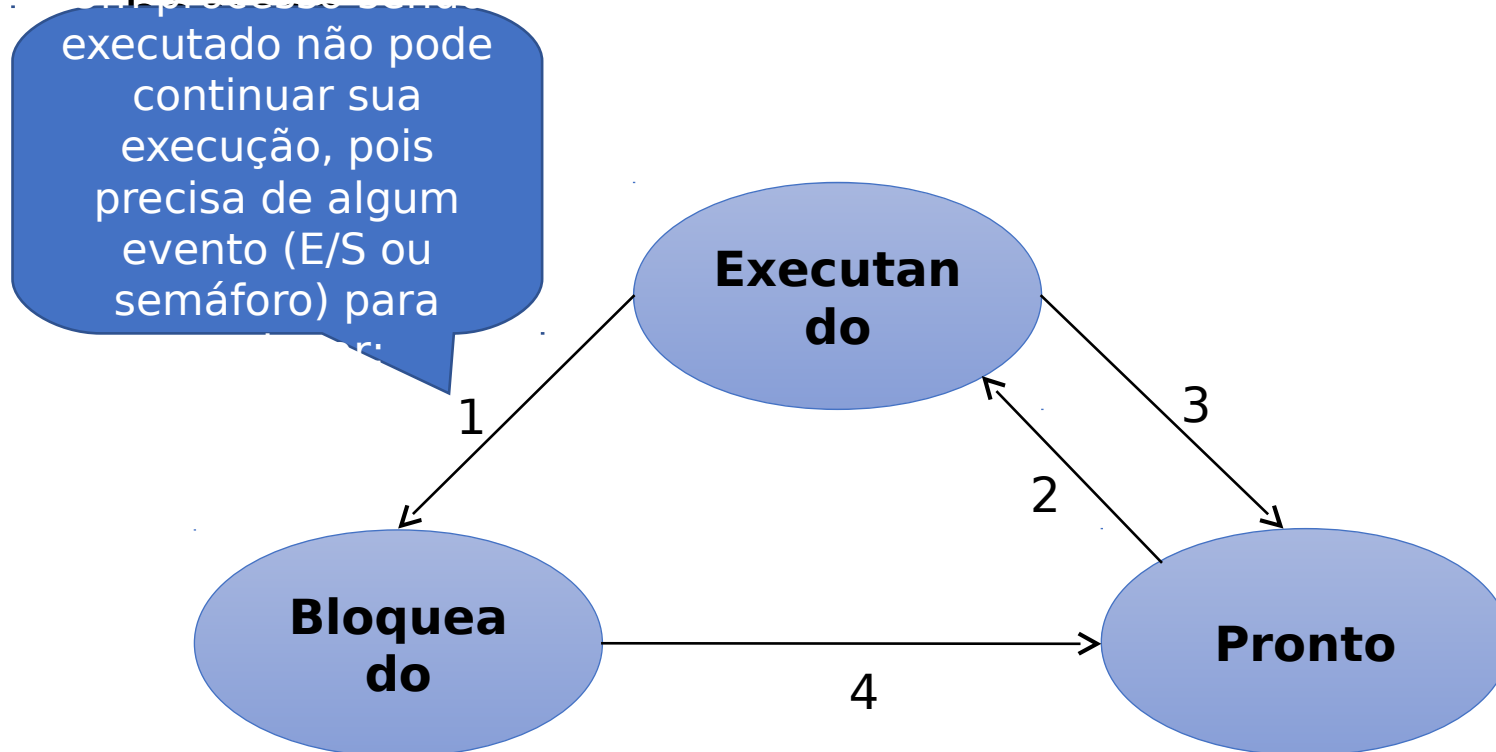 executado não pode
continuar sua
execução, pois
precisa de algum
evento (E/S ou
semáforo) para
Executan
do
1
3
2
Bloquea
do
Pronto
4